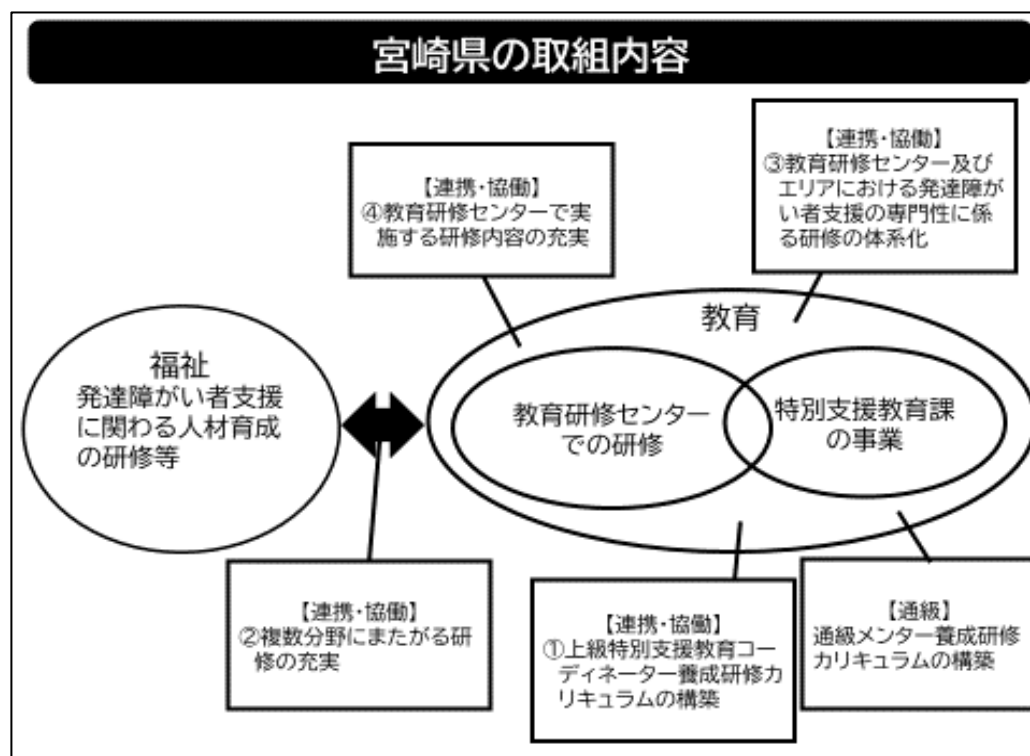 宮崎県の取組内容
【連携・協働】
④教育研修センターで実
施する研修内容の充実
【連携・協働】
③教育研修センター及び
エリアにおける発達障が
い者支援の専門性に係
る研修の体系化
教育
福祉
発達障がい者支援
に関わる人材育成
の研修等
教育研修センター
での研修
特別支援教育課
の事業
【連携・協働】
②複数分野にまたがる研
修の充実
【連携・協働】
①上級特別支援教育コー
ディネーター養成研修カ
リキュラムの構築
【通級】
通級メンター養成研修
カリキュラムの構築